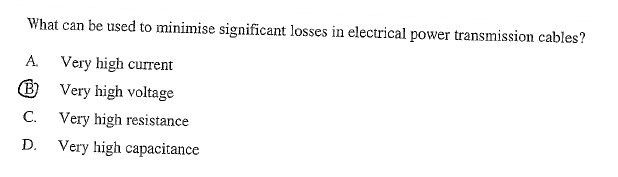 What can be used to minimise significant losses in electrical power transmission cables?
A. Very high current
B) Very high voltage
C. Very high resistance
D. Very high capacitance